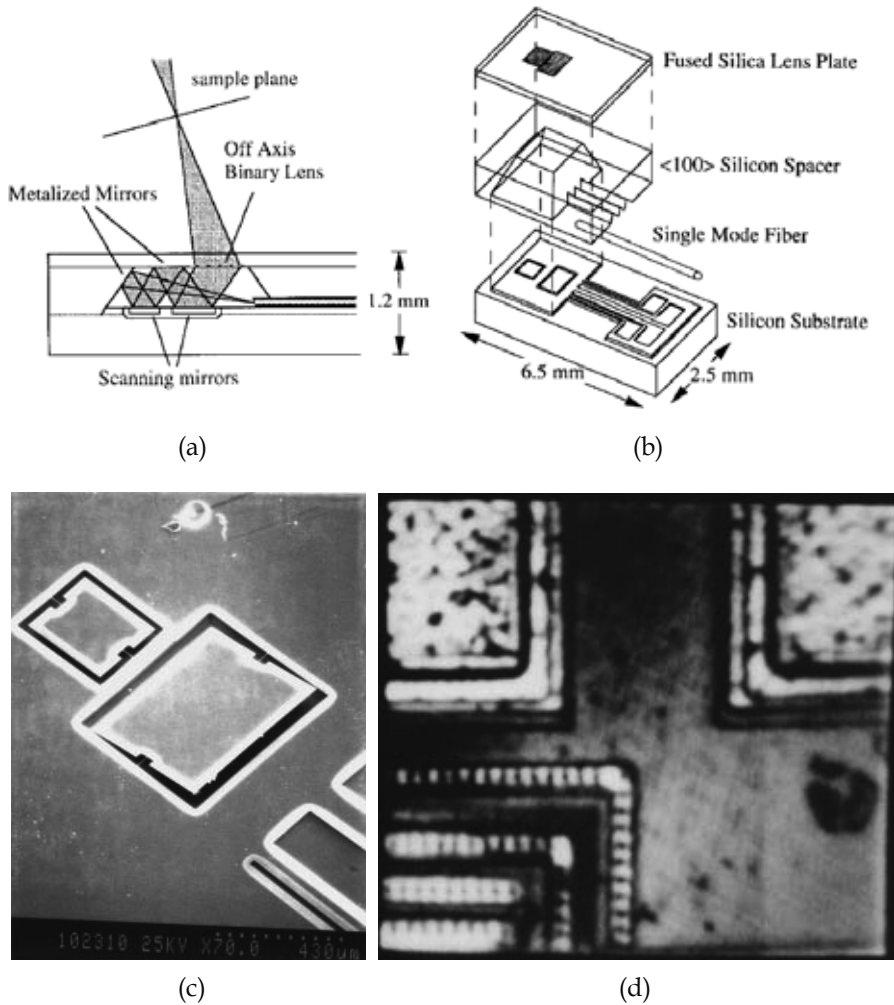 sample plane
Off Axis
Binary Lens
Metalized Mirrors
1.2 mm
Scanning mirrors
(a)
Fused Silica Lens Plate
<100> Silicon Spacer
Single Mode Fiber
Silicon Substrate
6.5 mm
2.5 mm
(b)
102310 25KV X70.0 430µm
(c)
(d)